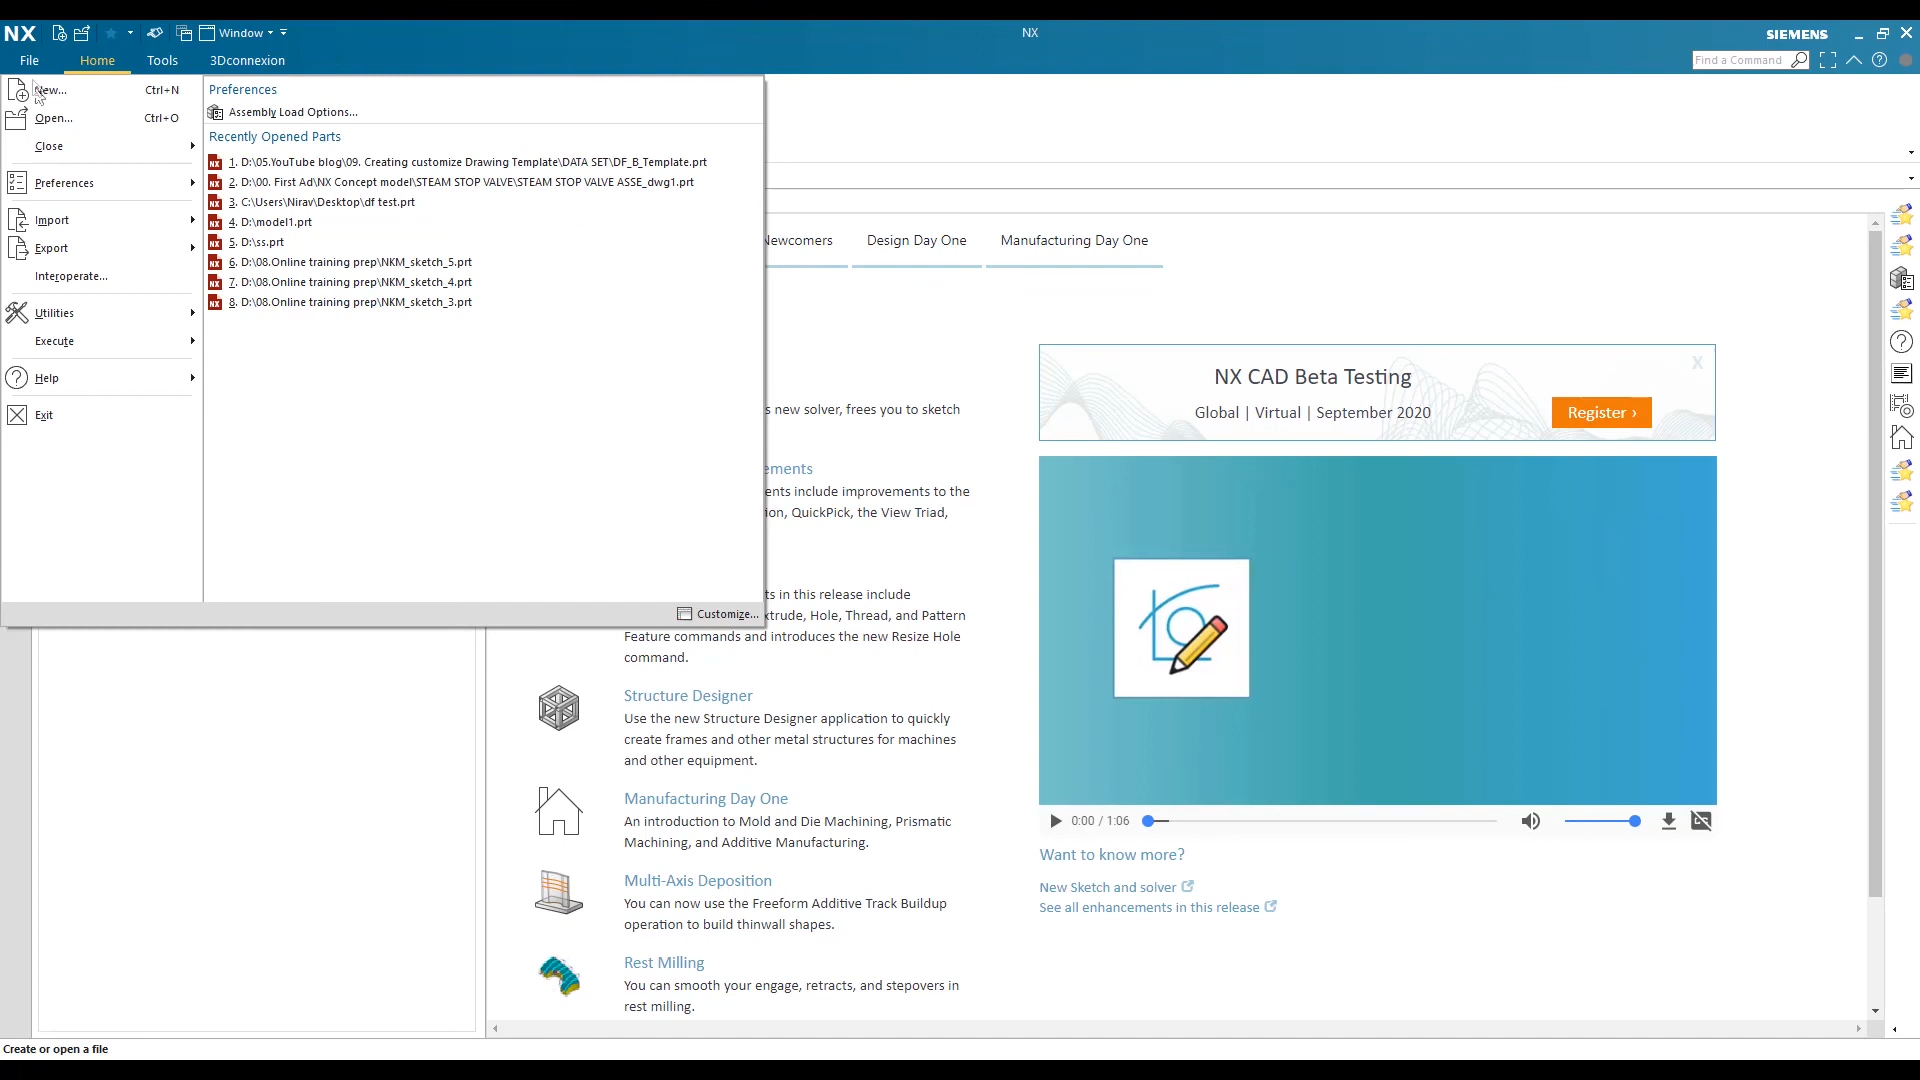 NX Window NX SIEMENS
File Home Tools 3Dconnexion Find a Command
New... Ctrl+N
Open... Ctrl+O
Close
Preferences
Import
Export
Interoperate...
Utilities
Execute
Help
Exit
Preferences
Assembly Load Options...
Recently Opened Parts
1. D:\05.YouTube blog\09. Creating customize Drawing Template\DATA SET\DF_B_Template.prt
2. D:\00. First Ad\NX Concept model\STEAM STOP VALVE\STEAM STOP VALVE ASSE_dwg1.prt
3. C:\Users\Nirav\Desktop\df test.prt
4. D:\model1.prt
5. D:\ss.prt
6. D:\08.Online training prep\NKM_sketch_5.prt
7. D:\08.Online training prep\NKM_sketch_4.prt
8. D:\08.Online training prep\NKM_sketch_3.prt
Customize...
Newcomers Design Day One Manufacturing Day One
s new solver, frees you to sketch
ements
ents include improvements to the
ion, QuickPick, the View Triad,
ts in this release include
xtrude, Hole, Thread, and Pattern
Feature commands and introduces the new Resize Hole
command.
Structure Designer
Use the new Structure Designer application to quickly
create frames and other metal structures for machines
and other equipment.
Manufacturing Day One
An introduction to Mold and Die Machining, Prismatic
Machining, and Additive Manufacturing.
Multi-Axis Deposition
You can now use the Freeform Additive Track Buildup
operation to build thinwall shapes.
Rest Milling
You can smooth your engage, retracts, and stepovers in
rest milling.
NX CAD Beta Testing X
Global | Virtual | September 2020
Register ›
0:00 / 1:06
Want to know more?
New Sketch and solver
See all enhancements in this release
Create or open a file